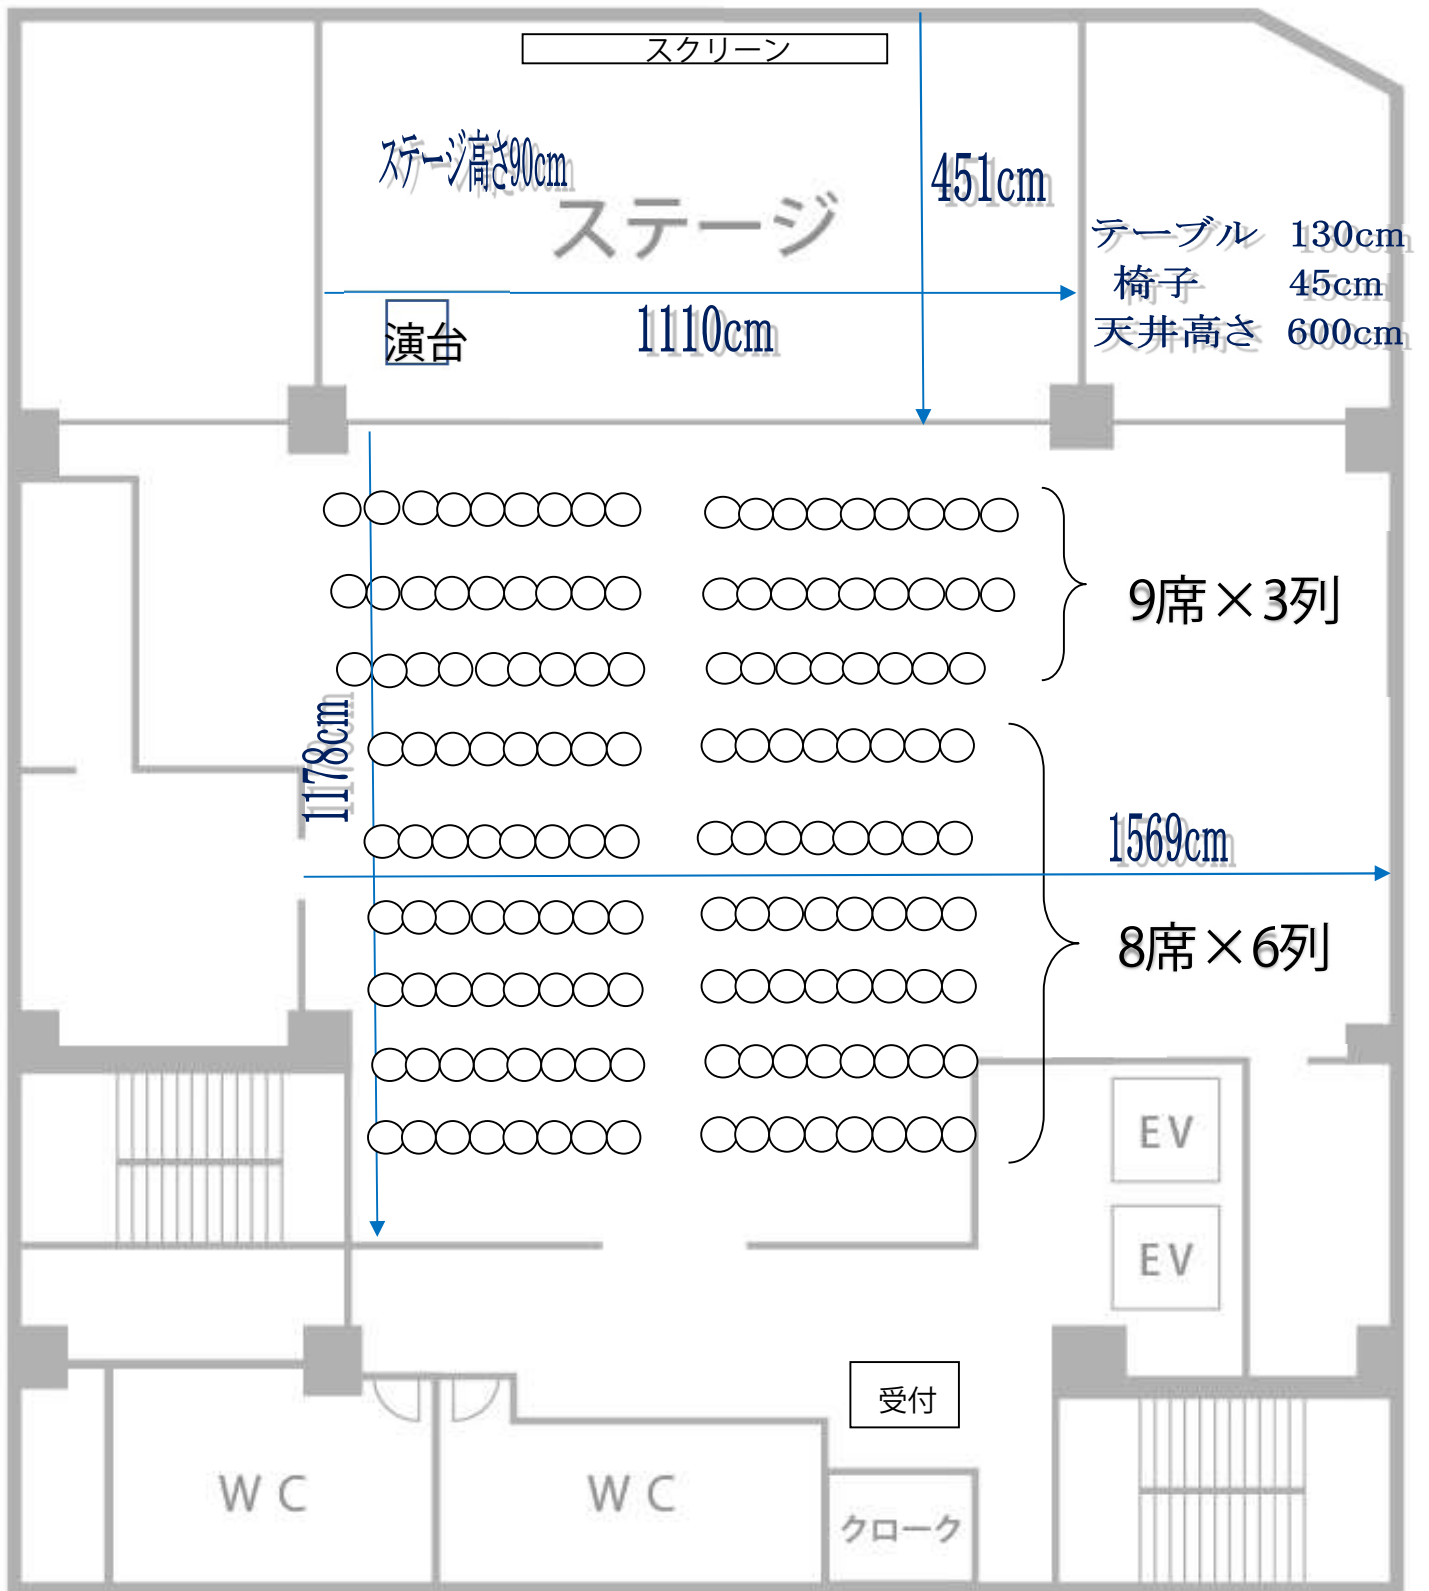 スクリーン
ステージ高さ90cm
451cm
ステージ
テーブル 130cm
椅子 45cm
天井高さ 600cm
1110cm
演台
9席×3列
1178cm
1569cm
8席×6列
EV
EV
受付
WC
WC
クローク